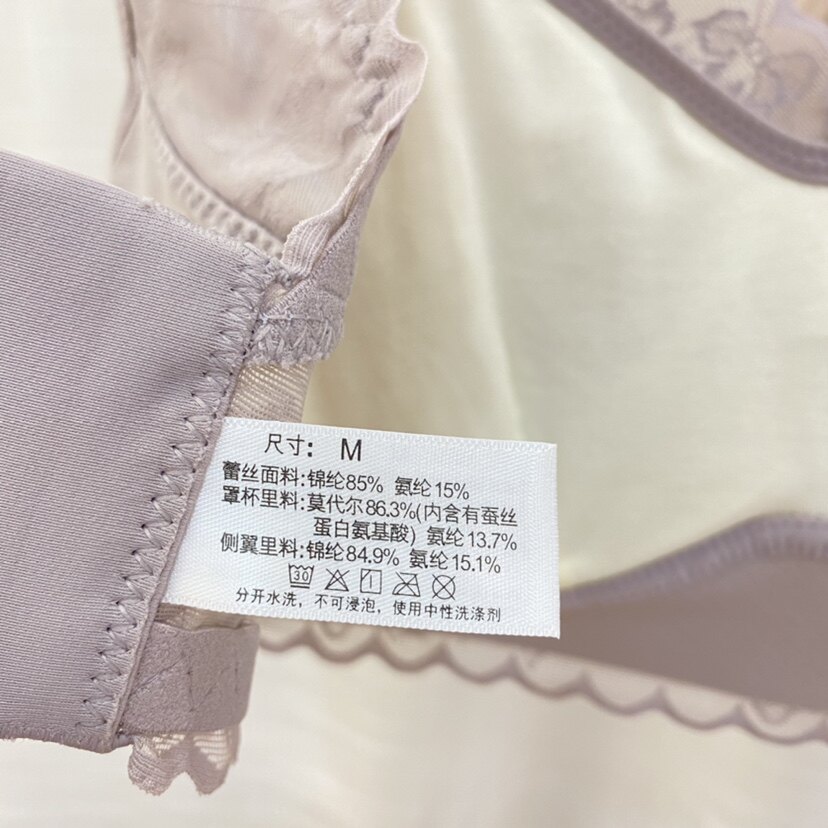 尺寸: M
蕾丝面料:锦纶85% 氨纶15%
罩杯里料:莫代尔86.3%(内含有蚕丝
蛋白氨基酸) 氨纶13.7%
侧翼里料:锦纶84.9% 氨纶15.1%
30
分开水洗，不可浸泡，使用中性洗涤剂